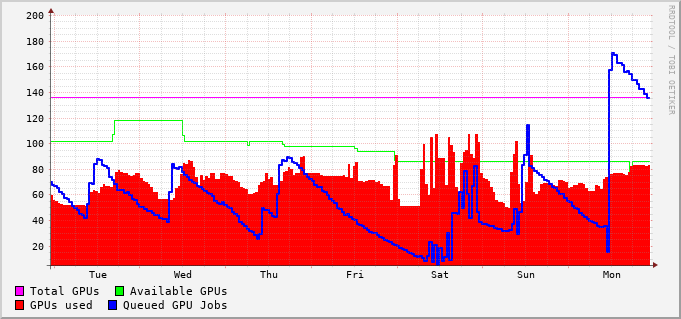 RRDTOOL / TOBI OETIKER
200
180
160
140
120
100
80
60
40
20
Tue Wed Thu Fri Sat Sun Mon
Total GPUs Available GPUs
GPUs used Queued GPU Jobs